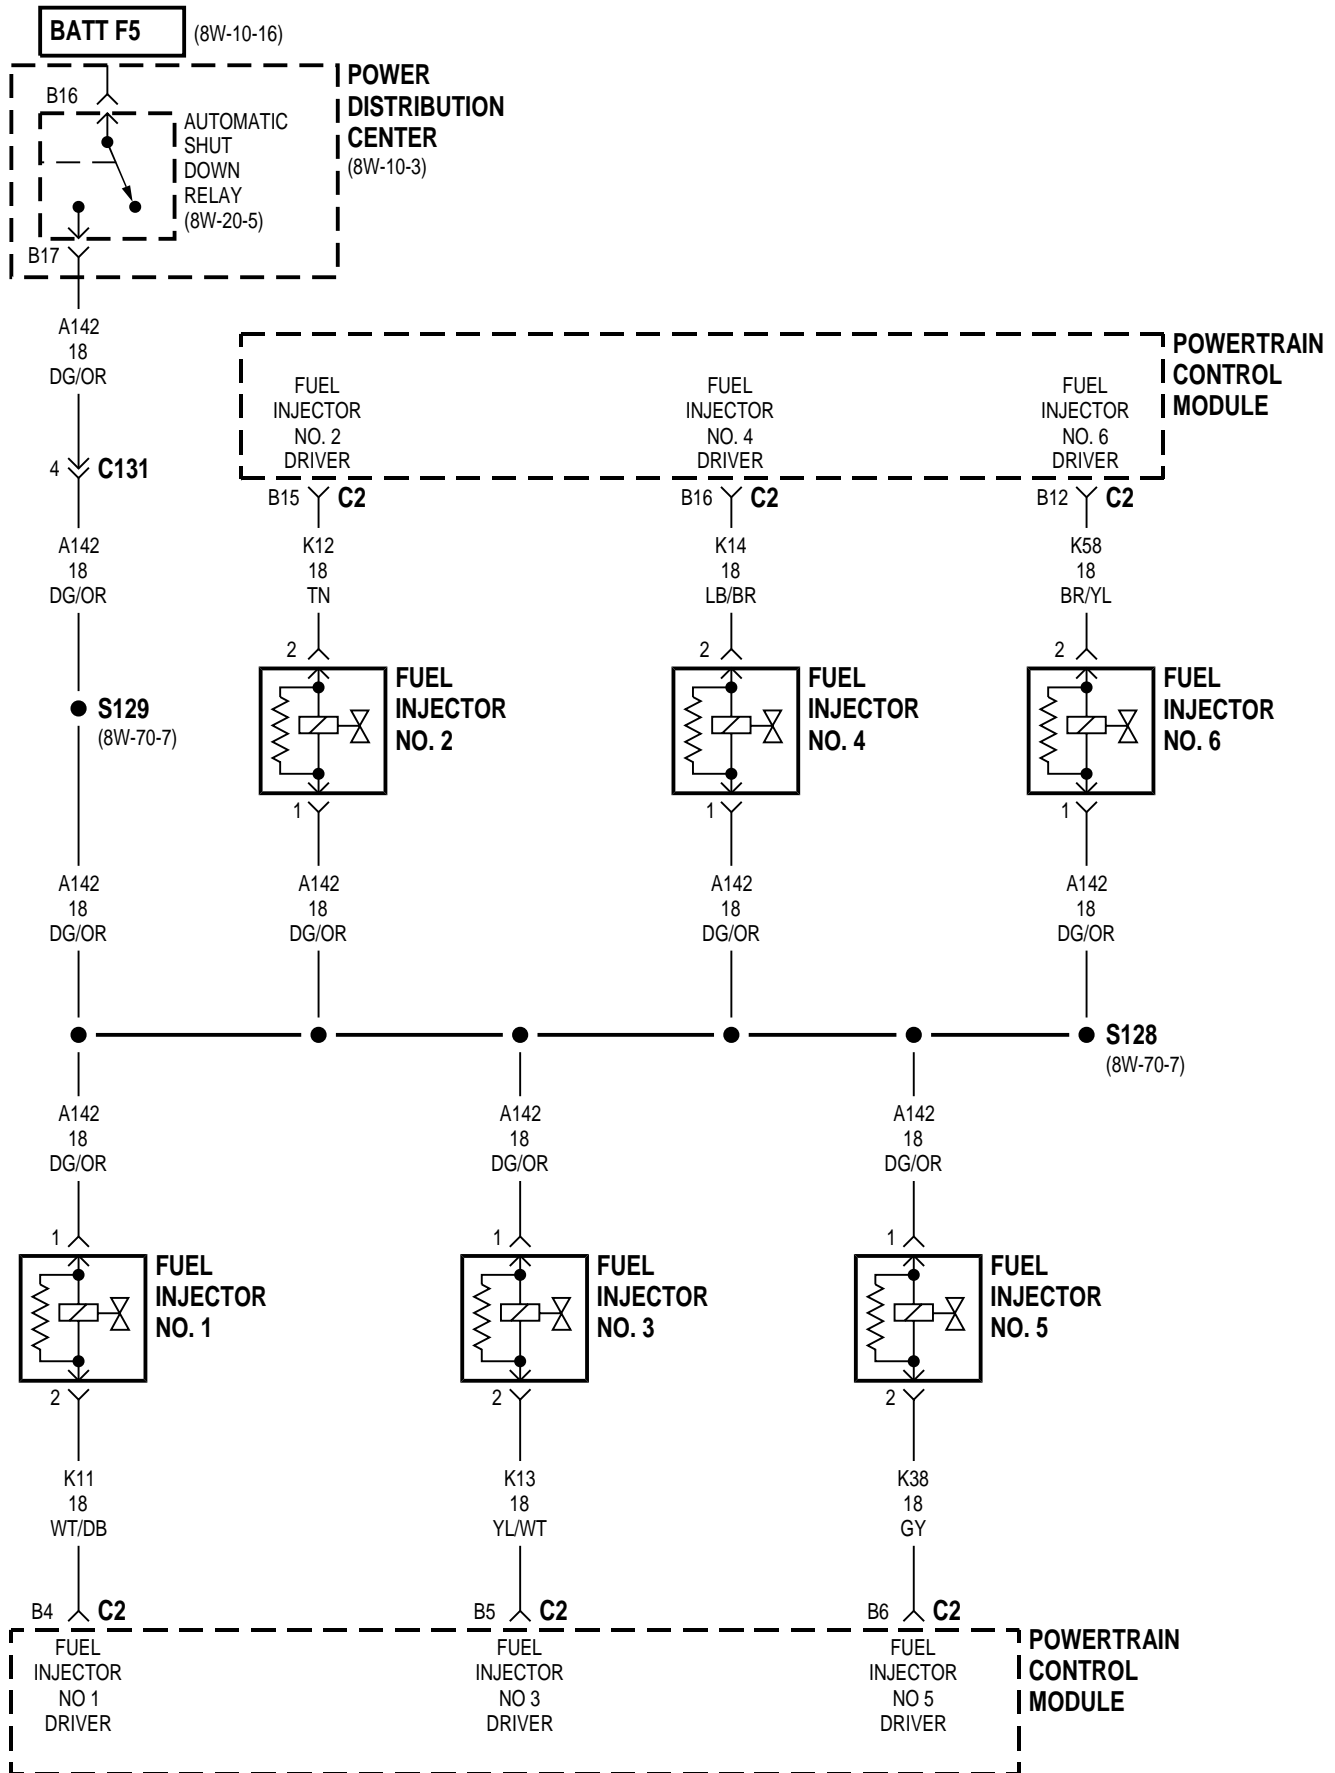 BATT F5 (8W-10-16)
POWER
DISTRIBUTION
CENTER
(8W-10-3)
B16
AUTOMATIC
SHUT
DOWN
RELAY
(8W-20-5)
B17
A142
18
DG/OR
4 C131
A142
18
DG/OR
S129
(8W-70-7)
A142
18
DG/OR
POWERTRAIN
CONTROL
MODULE
FUEL
INJECTOR
NO. 2
DRIVER
B15 C2
K12
18
TN
2
FUEL
INJECTOR
NO. 2
1
A142
18
DG/OR
FUEL
INJECTOR
NO. 4
DRIVER
B16 C2
K14
18
LB/BR
2
FUEL
INJECTOR
NO. 4
1
A142
18
DG/OR
FUEL
INJECTOR
NO. 6
DRIVER
B12 C2
K58
18
BR/YL
2
FUEL
INJECTOR
NO. 6
1
A142
18
DG/OR
S128
(8W-70-7)
A142
18
DG/OR
1
FUEL
INJECTOR
NO. 1
2
K11
18
WT/DB
B4 C2
FUEL
INJECTOR
NO 1
DRIVER
A142
18
DG/OR
1
FUEL
INJECTOR
NO. 3
2
K13
18
YL/WT
B5 C2
FUEL
INJECTOR
NO 3
DRIVER
A142
18
DG/OR
1
FUEL
INJECTOR
NO. 5
2
K38
18
GY
B6 C2
FUEL
INJECTOR
NO 5
DRIVER
POWERTRAIN
CONTROL
MODULE